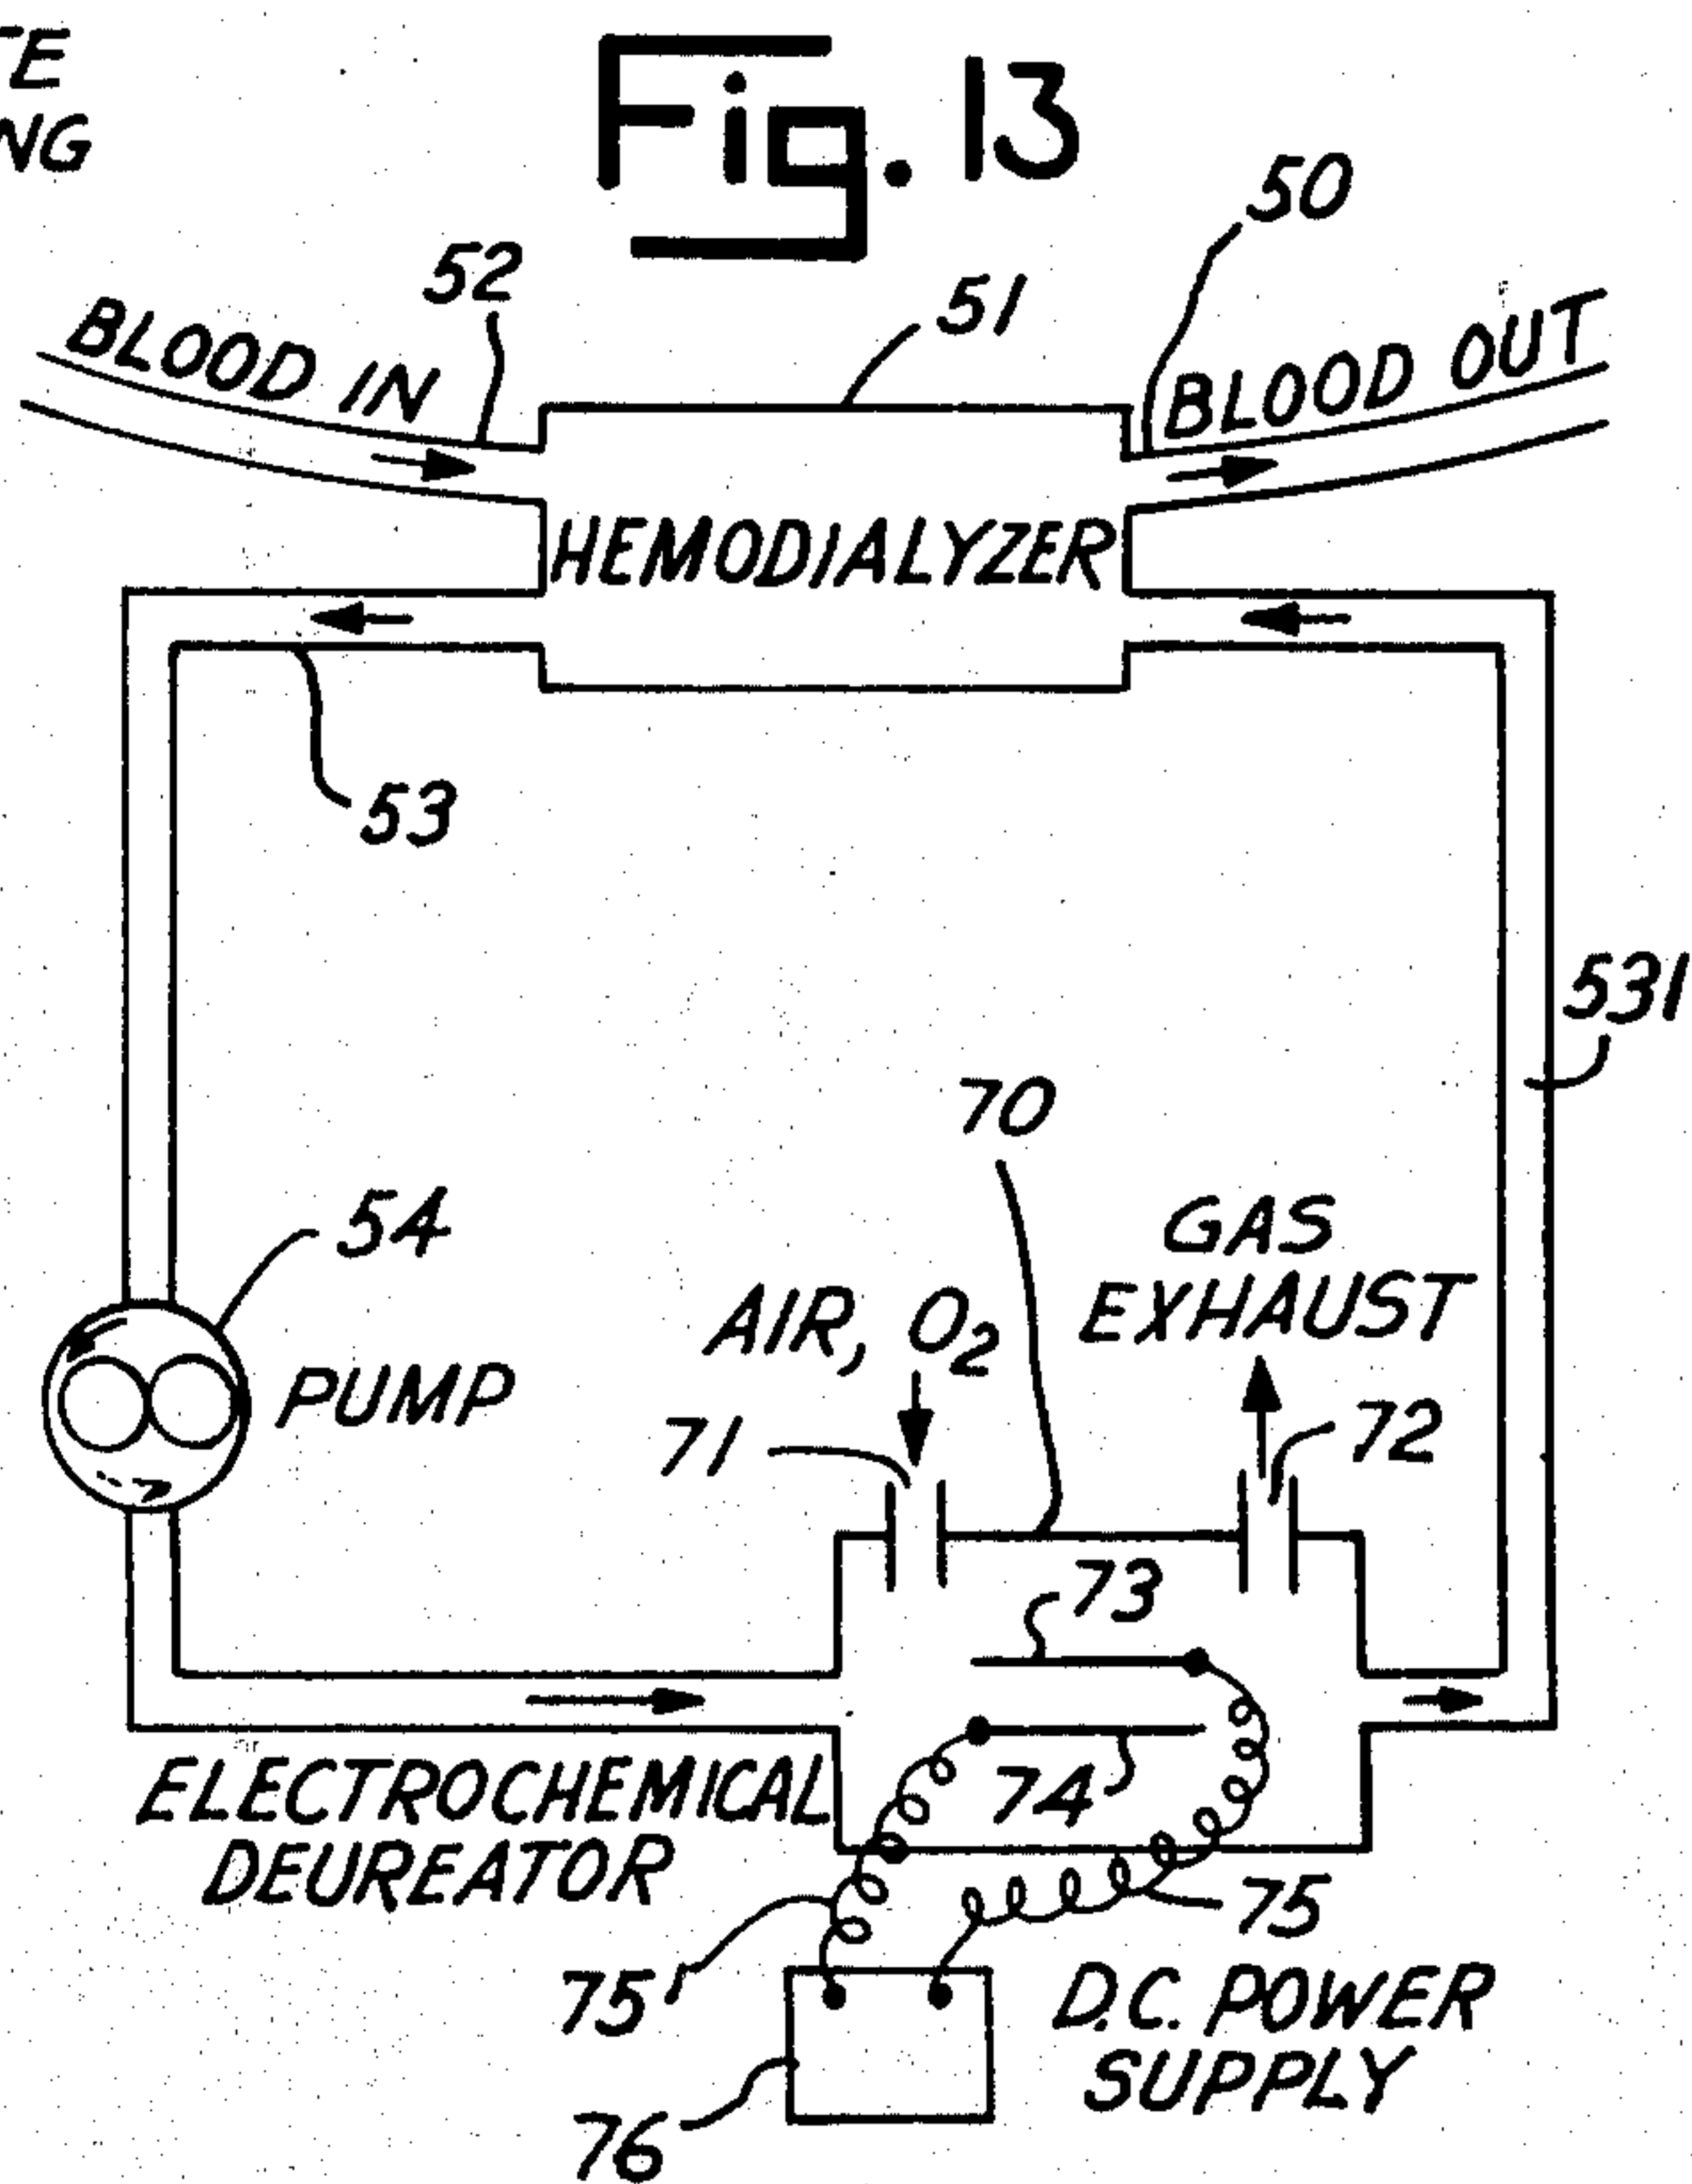 Fig. 13
50
52
51
BLOOD IN
BLOOD OUT
HEMODIALYZER
53
531
70
54
GAS
EXHAUST
AIR, O2
PUMP
71
72
73
74
ELECTROCHEMICAL
DEUREATOR
75
75
D.C. POWER
SUPPLY
76